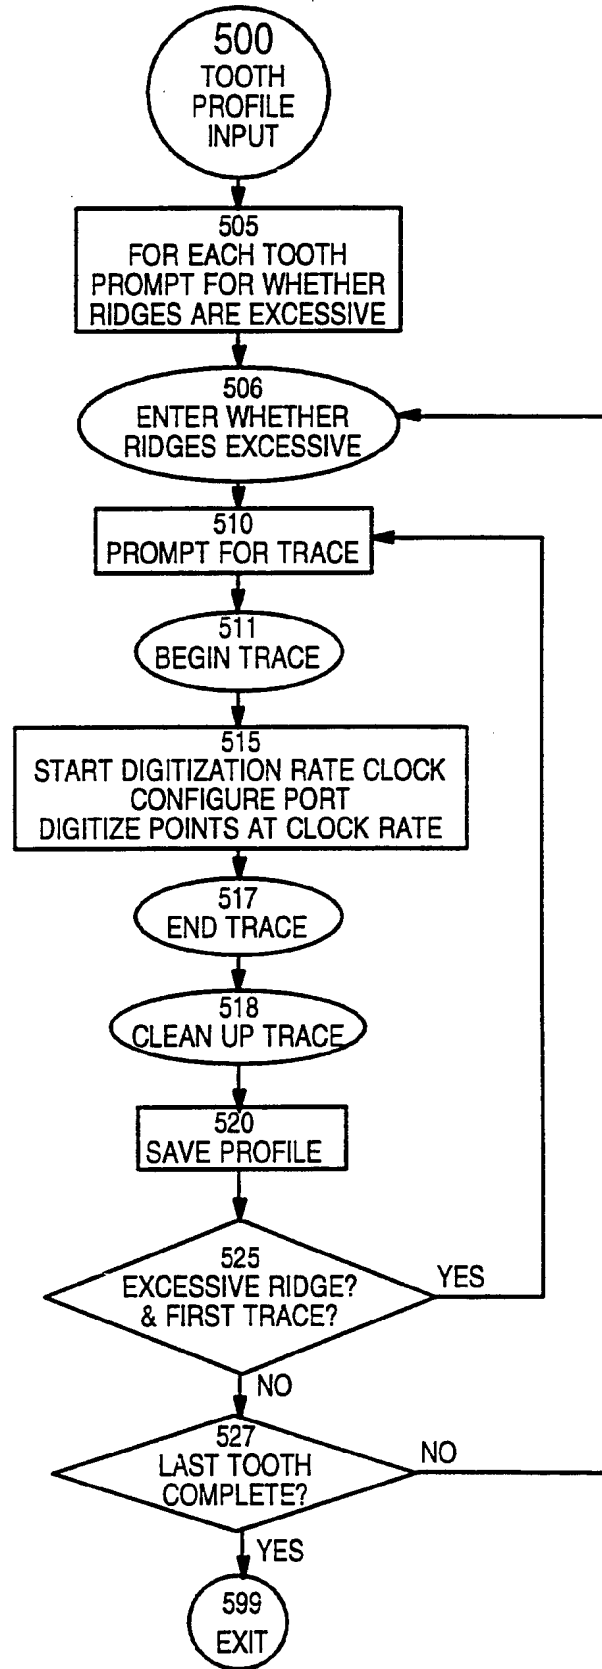 500
TOOTH
PROFILE
INPUT
505
FOR EACH TOOTH
PROMPT FOR WHETHER
RIDGES ARE EXCESSIVE
506
ENTER WHETHER
RIDGES EXCESSIVE
510
PROMPT FOR TRACE
511
BEGIN TRACE
515
START DIGITIZATION RATE CLOCK
CONFIGURE PORT
DIGITIZE POINTS AT CLOCK RATE
517
END TRACE
518
CLEAN UP TRACE
520
SAVE PROFILE
525
EXCESSIVE RIDGE?
& FIRST TRACE?
YES
NO
527
LAST TOOTH
COMPLETE?
NO
YES
599
EXIT